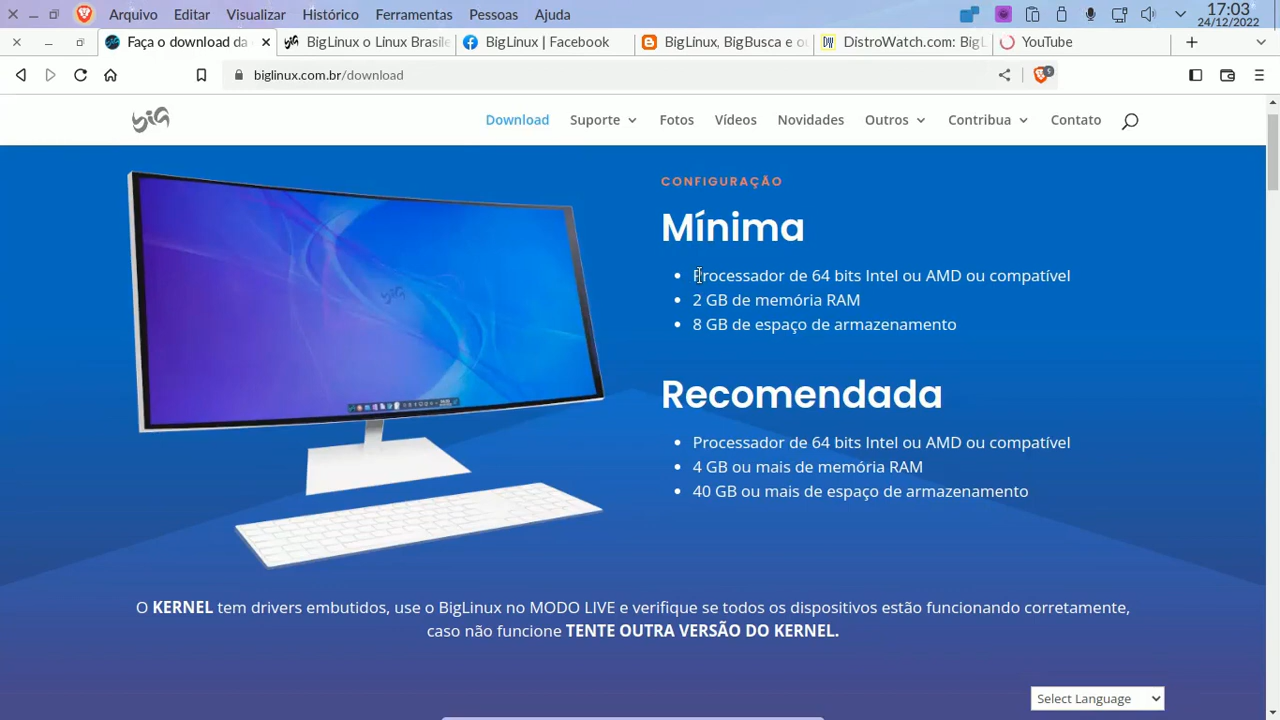 Arquivo Editar Visualizar Histórico Ferramentas Pessoas Ajuda
17:03
24/12/2022
Faça o download da
BigLinux o Linux Brasile
BigLinux | Facebook
BigLinux, BigBusca e o
DistroWatch.com: BigL
YouTube
biglinux.com.br/download
Download Suporte Fotos Vídeos Novidades Outros Contribua Contato
CONFIGURAÇÃO
Mínima
Processador de 64 bits Intel ou AMD ou compatível
2 GB de memória RAM
8 GB de espaço de armazenamento
Recomendada
Processador de 64 bits Intel ou AMD ou compatível
4 GB ou mais de memória RAM
40 GB ou mais de espaço de armazenamento
O KERNEL tem drivers embutidos, use o BigLinux no MODO LIVE e verifique se todos os dispositivos estão funcionando corretamente,
caso não funcione TENTE OUTRA VERSÃO DO KERNEL.
Select Language